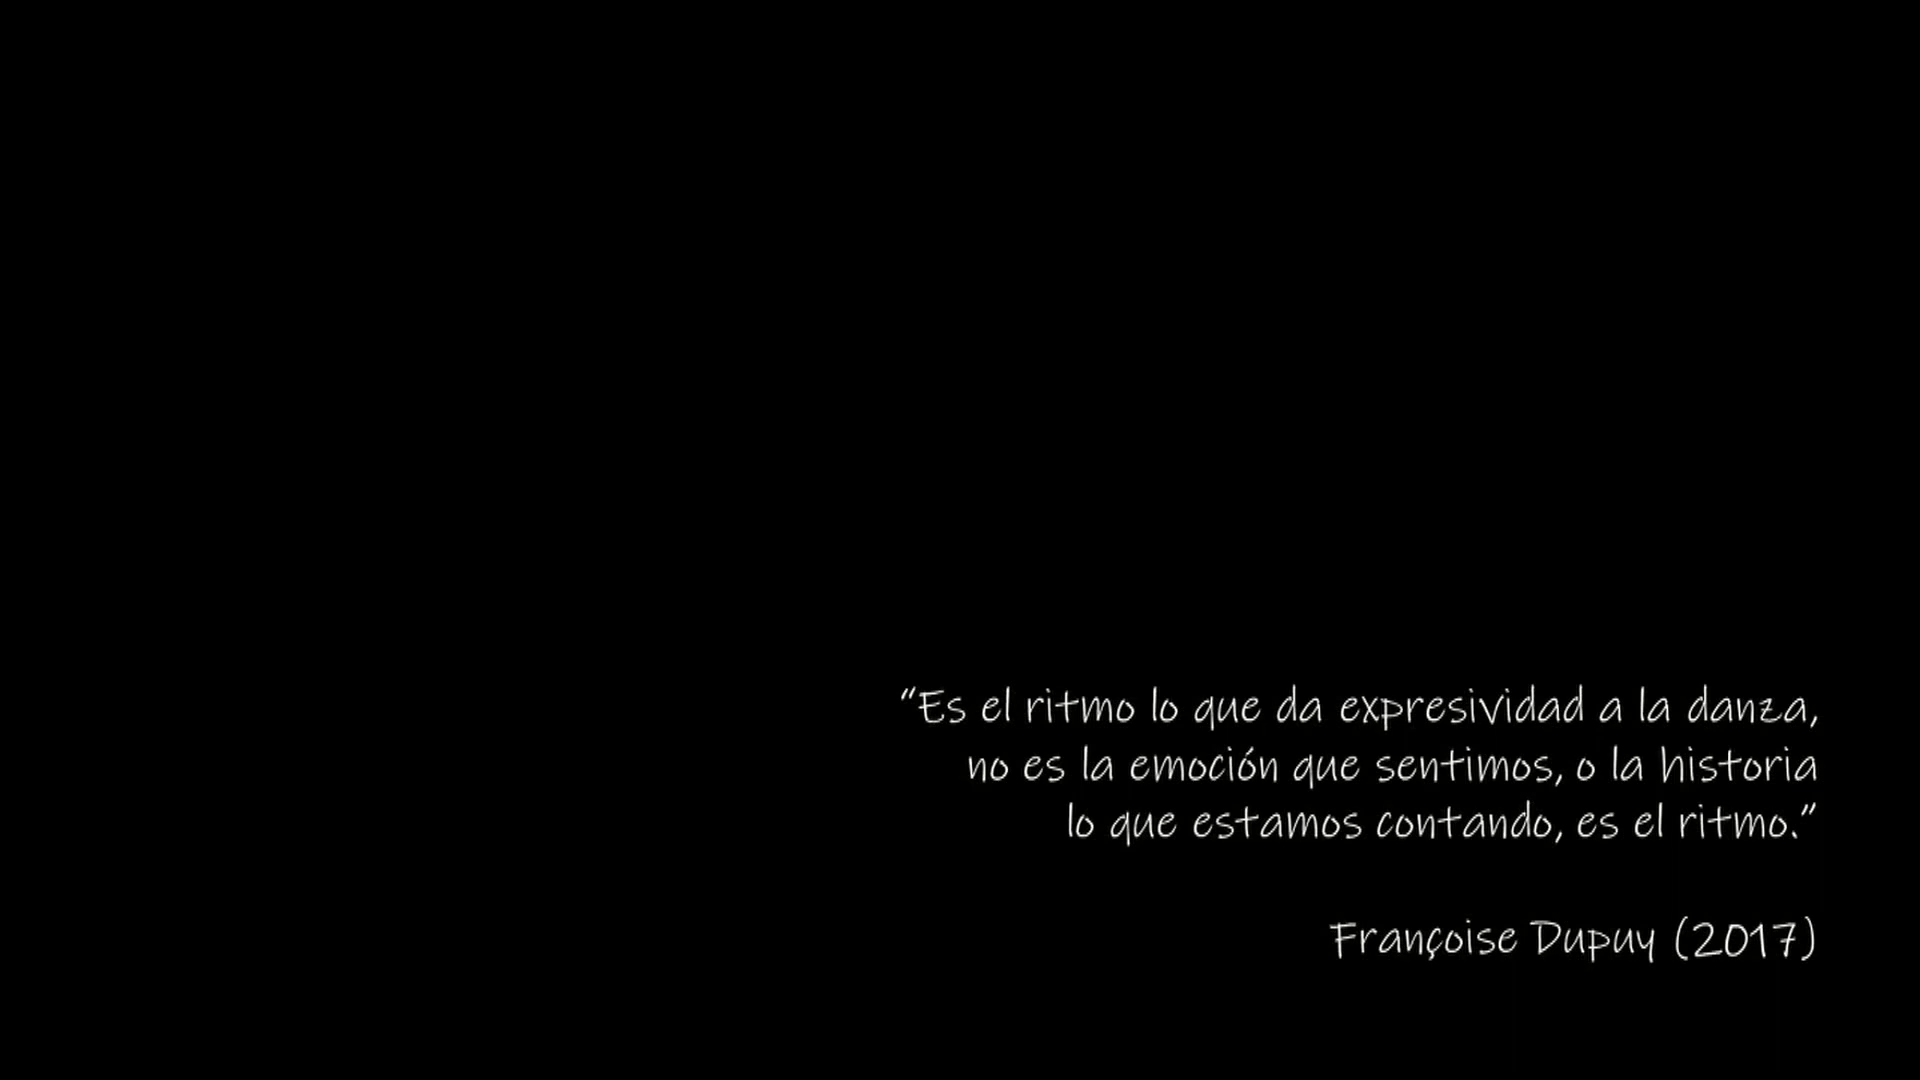 “Es el ritmo lo que da expresividad a la danza,
no es la emoción que sentimos, o la historia
lo que estamos contando, es el ritmo.”
Françoise Dupuy (2017)